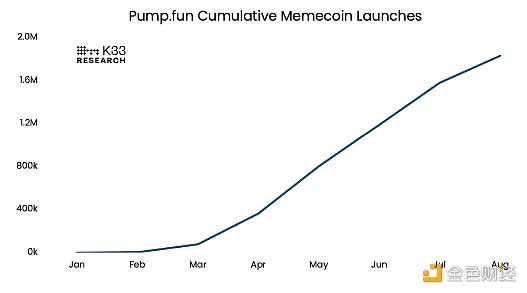 Pump.fun Cumulative Memecoin Launches
2.0M
K33
RESEARCH
1.6M
1.2M
800k
400k
0k
Jan Feb Mar Apr May Jun Jul Aug
金色财经